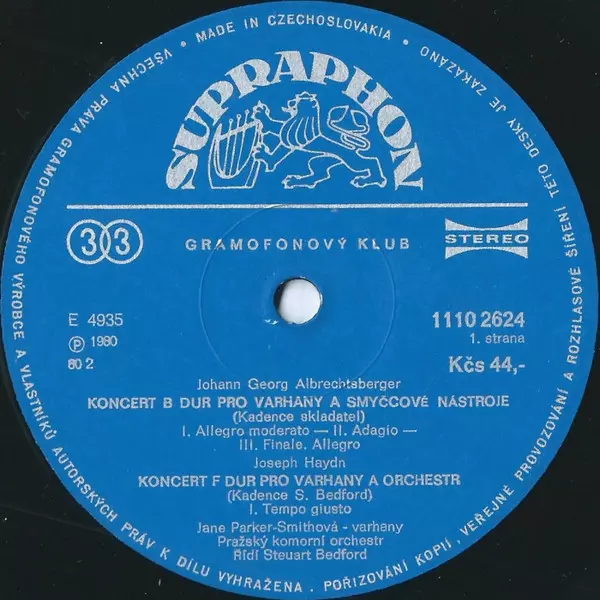 VŠECHNA PRÁVA GRAMOFONOVÉHO VÝROBCE A VLASTNÍKŮ AUTORSKÝCH PRÁV K DÍLU VYHRAŽENA. POŘIZOVÁNÍ KOPIÍ, VEŘEJNÉ PROVOZOVÁNÍ A ROZHLASOVÉ ŠÍŘENÍ TÉTO DESKY JE ZAKÁZÁNO
• MADE IN CZECHOSLOVAKIA •
SUPRAPHON
33 GRAMOFONOVÝ KLUB STEREO
E 4935 1110 2624
Ⓟ 1980 1. strana
80 2 Kčs 44,-
Johann Georg Albrechtsberger
KONCERT B DUR PRO VARHANY A SMYČCOVÉ NÁSTROJE
(Kadence skladatel)
I. Allegro moderato — II. Adagio —
III. Finale. Allegro
Joseph Haydn
KONCERT F DUR PRO VARHANY A ORCHESTR
(Kadence S. Bedford)
I. Tempo giusto
Jane Parker-Smithová - varhany
Pražský komorní orchestr
Řídí Steuart Bedford